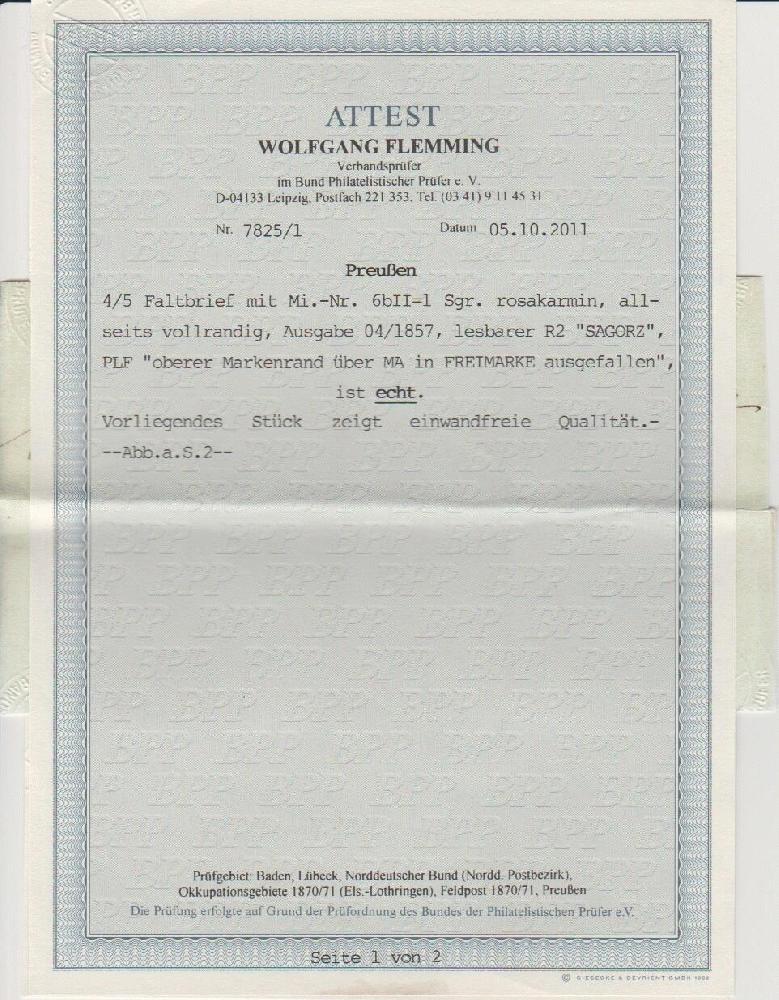 ATTEST
WOLFGANG FLEMMING
Verbandsprüfer
im Bund Philatelistischer Prüfer e. V.
D-04133 Leipzig, Postfach 221 353, Tel. (03 41) 9 11 45 31
Nr. 7825/1 Datum 05.10.2011
Preußen
4/5 Faltbrief mit Mi.-Nr. 6bII-1 Sgr. rosakarmin, all-
seits vollrandig, Ausgabe 04/1857, lesbarer R2 "SAGORZ",
PLF "oberer Markenrand über MA in FREIMARKE ausgefallen",
ist echt.
Vorliegendes Stück zeigt einwandfreie Qualität.-
--Abb.a.S.2--
Prüfgebiet: Baden, Lübeck, Norddeutscher Bund (Nordd. Postbezirk),
Okkupationsgebiete 1870/71 (Els.-Lothringen), Feldpost 1870/71, Preußen
Die Prüfung erfolgte auf Grund der Prüfordnung des Bundes der Philatelistischen Prüfer e.V.
Seite 1 von 2
© GIESECKE & DEVRIENT GMBH